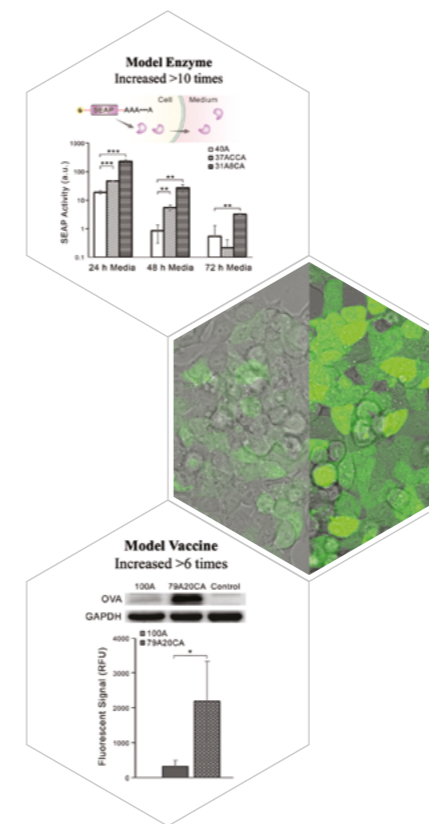 Model Enzyme
Increased >10 times
Cell Medium
SEAP AAA
SEAP Activity (a.u.)
***
***
**
**
**
40A
37ACCA
31A8CA
1000
100
10
1
0.1
24 h Media 48 h Media 72 h Media
Model Vaccine
Increased >6 times
100A 79A20CA Control
OVA
GAPDH
Fluorescent Signal (RFU)
100A
79A20CA
*
4000
3000
2000
1000
0